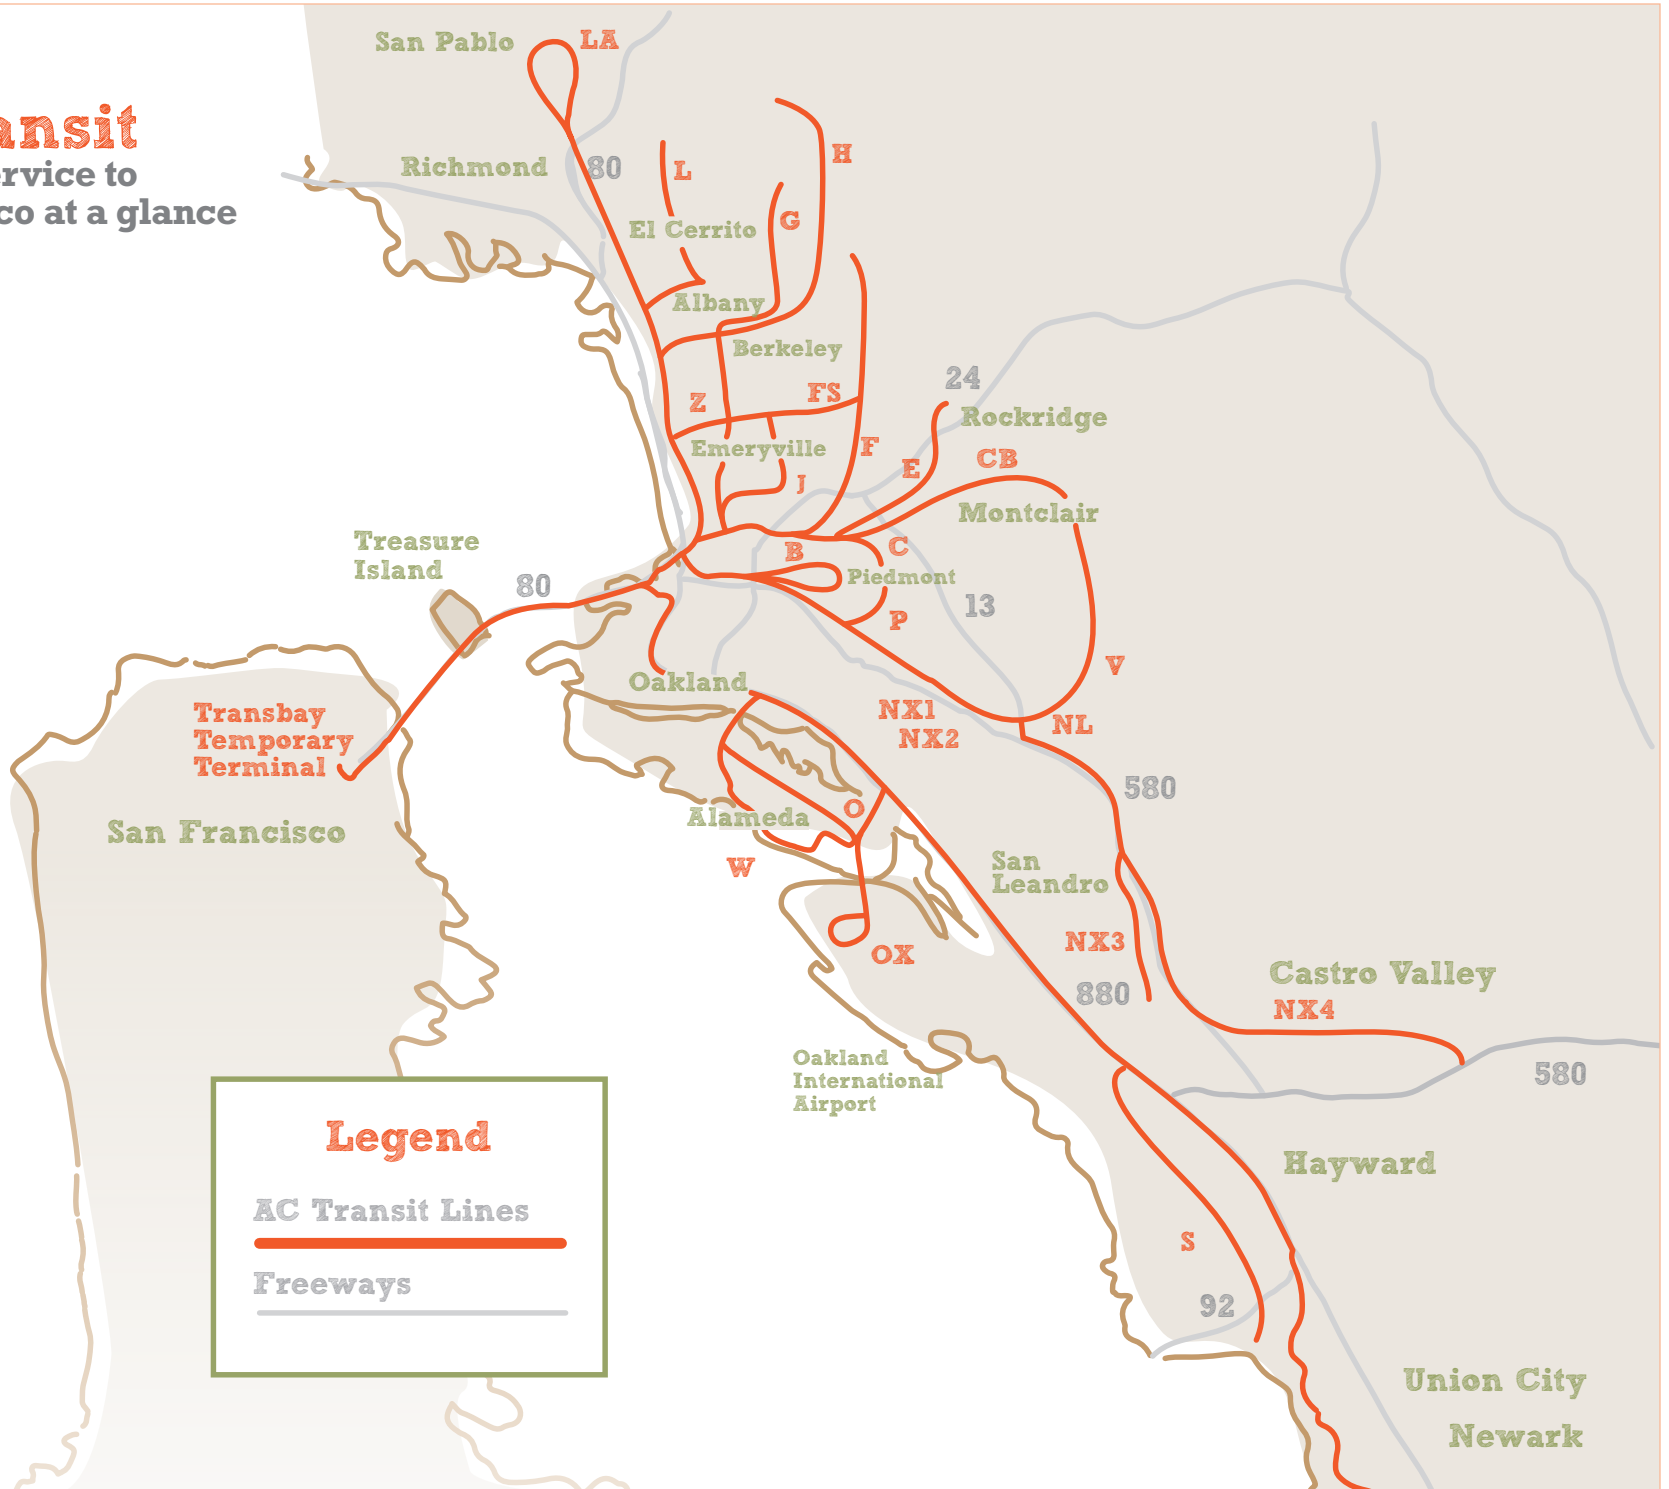 ansit
rvice to
co at a glance
San Pablo
LA
Richmond
80
L
H
G
El Cerrito
Albany
Berkeley
Z
FS
24
Rockridge
Emeryville
F
E
CB
J
Montclair
Treasure
Island
80
B
C
Piedmont
13
P
V
Oakland
NX1
NX2
NL
Transbay
Temporary
Terminal
580
San Francisco
Alameda
O
W
San
Leandro
OX
NX3
880
Castro Valley
NX4
Oakland
International
Airport
580
Hayward
Legend
AC Transit Lines
Freeways
S
92
Union City
Newark